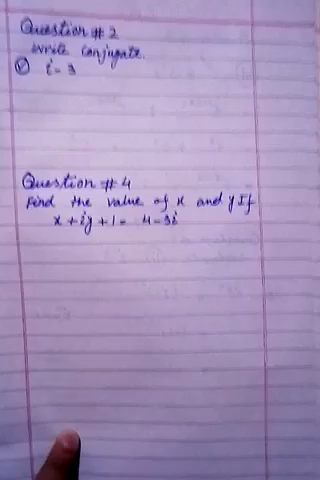 Question # 2
Write Conjugate.
(v) i - 3
Question # 4
Find the value of x and y If
x + iy + 1 = 4 - 3i